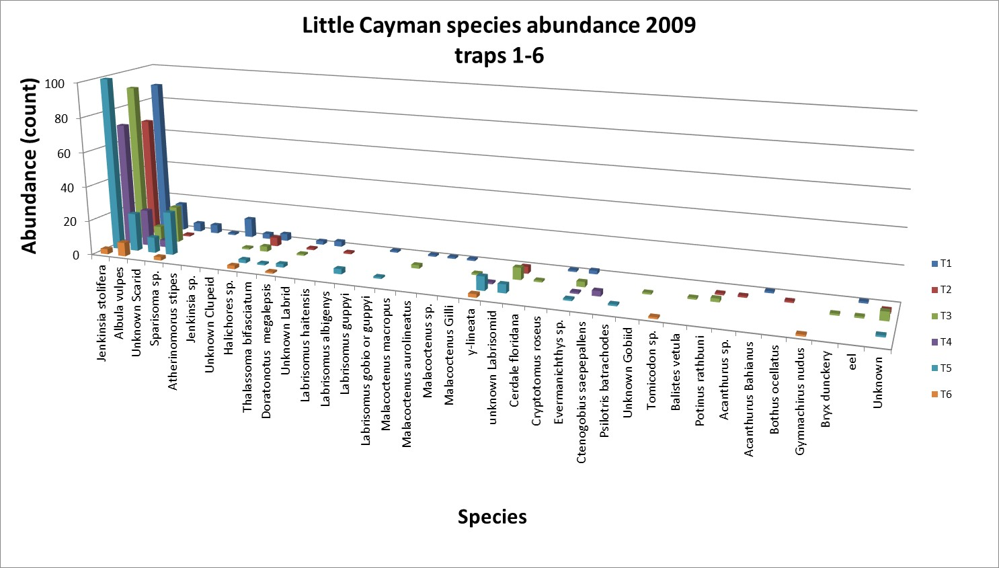 Little Cayman species abundance 2009
traps 1-6
Abundance (count)
100
80
60
40
20
0
Jenkinsia stolifera
Albula vulpes
Unknown Scarid
Sparisoma sp.
Atherinomorus stipes
Jenkinsia sp.
Unknown Clupeid
Halichores sp.
Thalassoma bifasciatum
Doratonotus megalepsis
Unknown Labrid
Labrisomus haitensis
Labrisomus albigenys
Labrisomus guppyi
Labrisomus gobio or guppyi
Malacoctenus macropus
Malacoctenus aurolineatus
Malacoctenus sp.
Malacoctenus Gilli
y-lineata
unknown Labrisomid
Cerdale floridana
Cryptotomus roseus
Evermanichthys sp.
Ctenogobius saepepallens
Psilotris batrachodes
Unknown Gobiid
Tomicodon sp.
Balistes vetula
Potinus rathbuni
Acanthurus sp.
Acanthurus Bahianus
Bothus ocellatus
Gymnachirus nudus
Bryx dunckery
eel
Unknown
Species
T1
T2
T3
T4
T5
T6